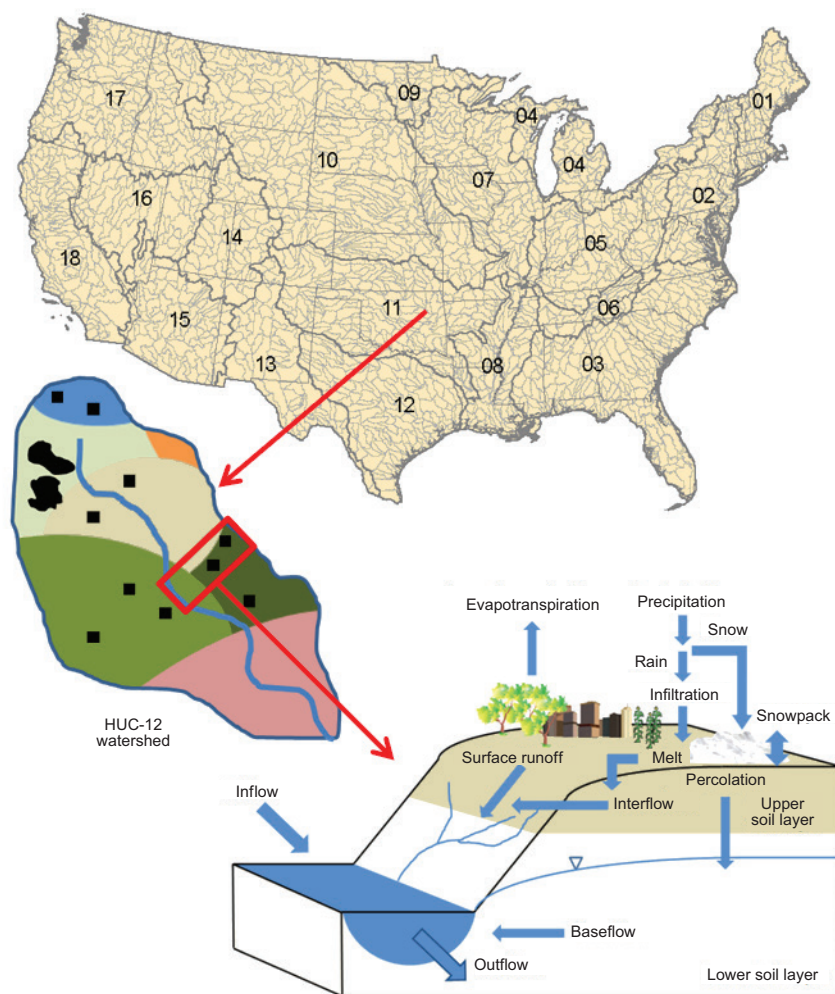 01
02
03
04
04
05
06
07
08
09
10
11
12
13
14
15
16
17
18
HUC-12
watershed
Evapotranspiration
Precipitation
Snow
Rain
Infiltration
Snowpack
Surface runoff
Melt
Percolation
Inflow
Interflow
Upper
soil layer
Baseflow
Outflow
Lower soil layer